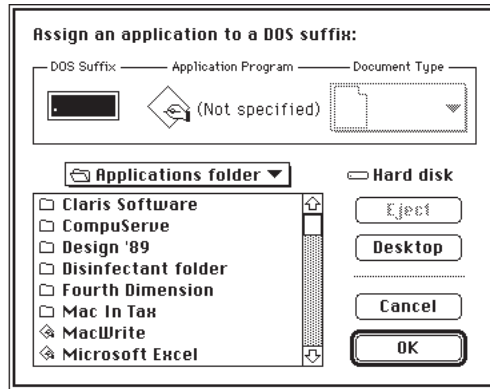 Assign an application to a DOS suffix:
DOS Suffix Application Program Document Type
. (Not specified)
Applications folder Hard disk
Claris Software
CompuServe
Design '89
Disinfectant folder
Fourth Dimension
Mac In Tax
MacWrite
Microsoft Excel
Eject
Desktop
Cancel
OK